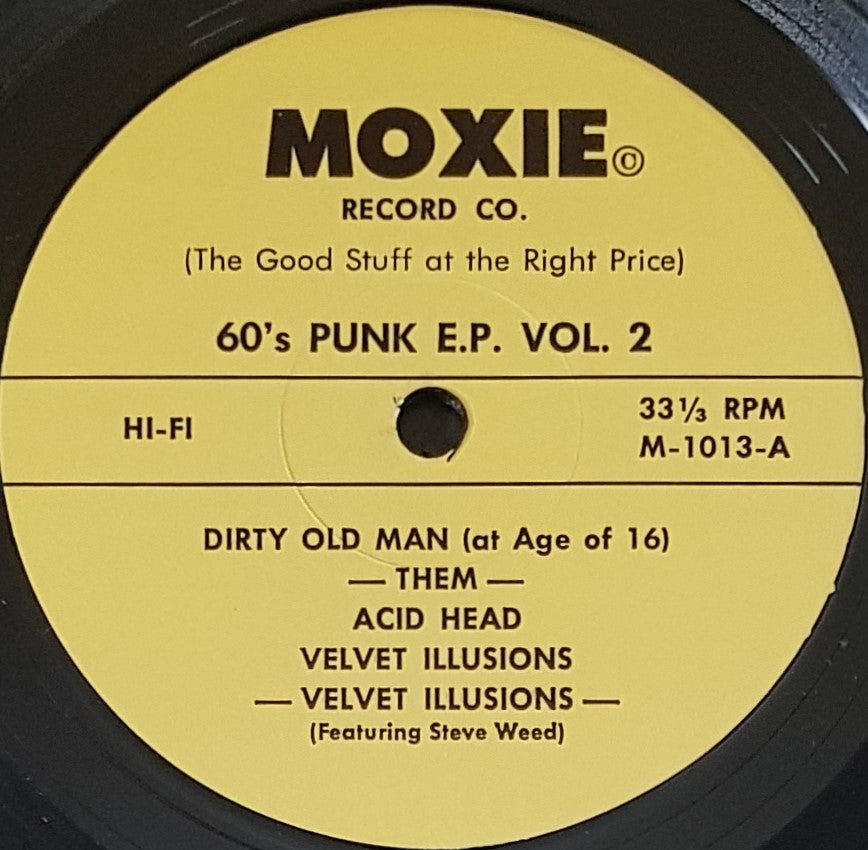 MOXIE©
RECORD CO.
(The Good Stuff at the Right Price)
60's PUNK E.P. VOL. 2
HI-FI
33⅓ RPM
M-1013-A
DIRTY OLD MAN (at Age of 16)
— THEM —
ACID HEAD
VELVET ILLUSIONS
— VELVET ILLUSIONS —
(Featuring Steve Weed)